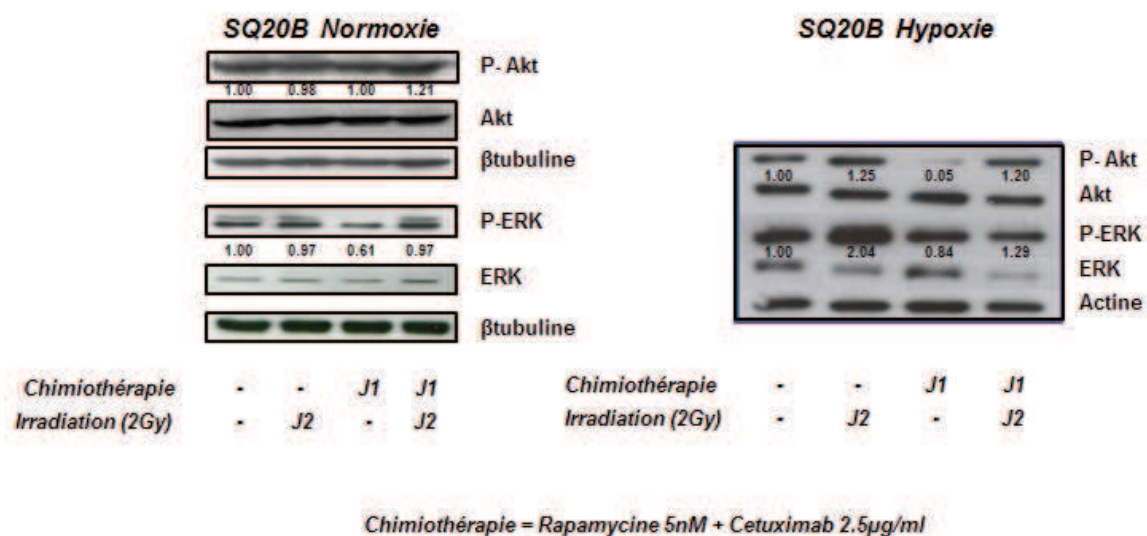 SQ20B Normoxie
P- Akt
1.00 0.98 1.00 1.21
Akt
βtubuline
P-ERK
1.00 0.97 0.61 0.97
ERK
βtubuline
Chimiothérapie - - J1 J1
Irradiation (2Gy) - J2 - J2
SQ20B Hypoxie
P- Akt
1.00 1.25 0.05 1.20
Akt
P-ERK
1.00 2.04 0.84 1.29
ERK
Actine
Chimiothérapie - - J1 J1
Irradiation (2Gy) - J2 - J2
Chimiothérapie = Rapamycine 5nM + Cetuximab 2.5µg/ml